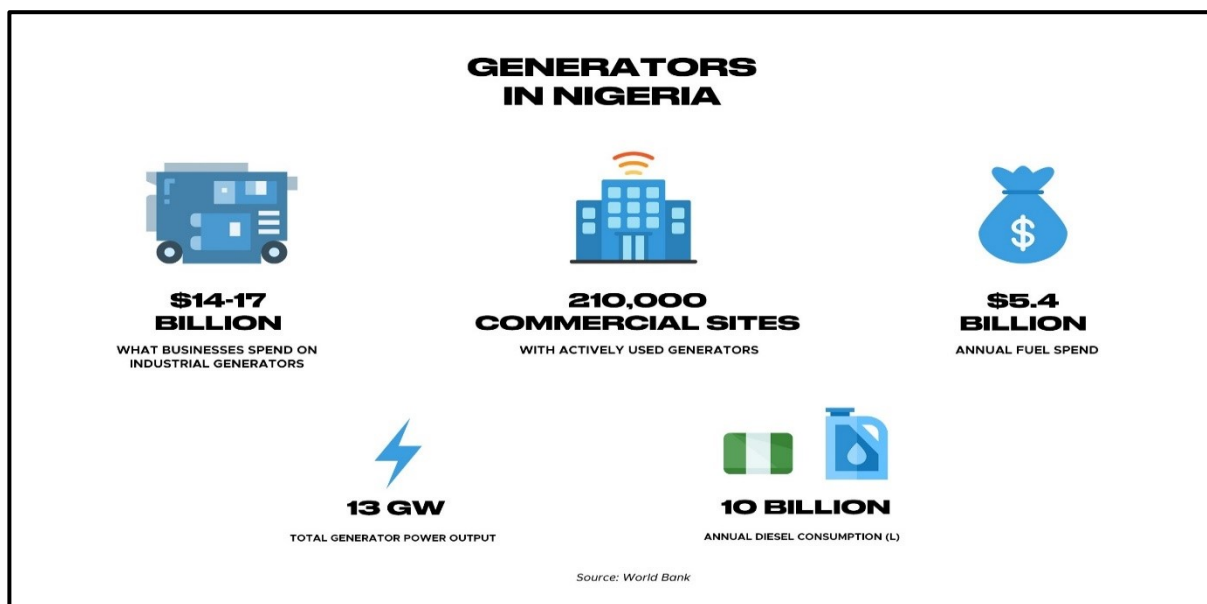 GENERATORS
IN NIGERIA
$14-17
BILLION
WHAT BUSINESSES SPEND ON
INDUSTRIAL GENERATORS
210,000
COMMERCIAL SITES
WITH ACTIVELY USED GENERATORS
$
$5.4
BILLION
ANNUAL FUEL SPEND
13 GW
TOTAL GENERATOR POWER OUTPUT
10 BILLION
ANNUAL DIESEL CONSUMPTION (L)
Source: World Bank